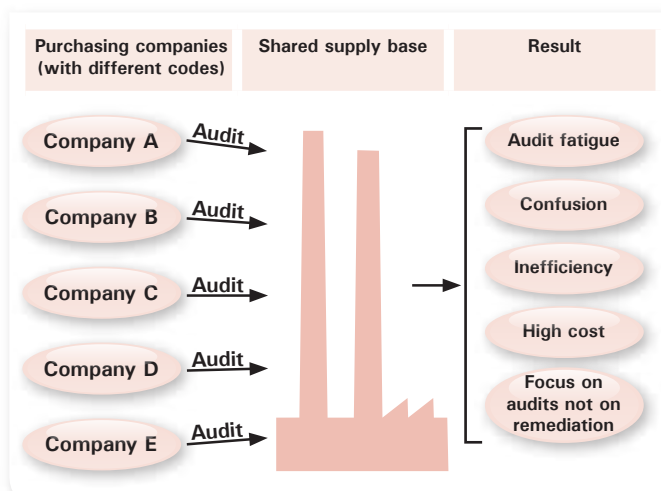 Purchasing companies
(with different codes)
Shared supply base
Result
Company A
Audit
Company B
Audit
Company C
Audit
Company D
Audit
Company E
Audit
Audit fatigue
Confusion
Inefficiency
High cost
Focus on
audits not on
remediation